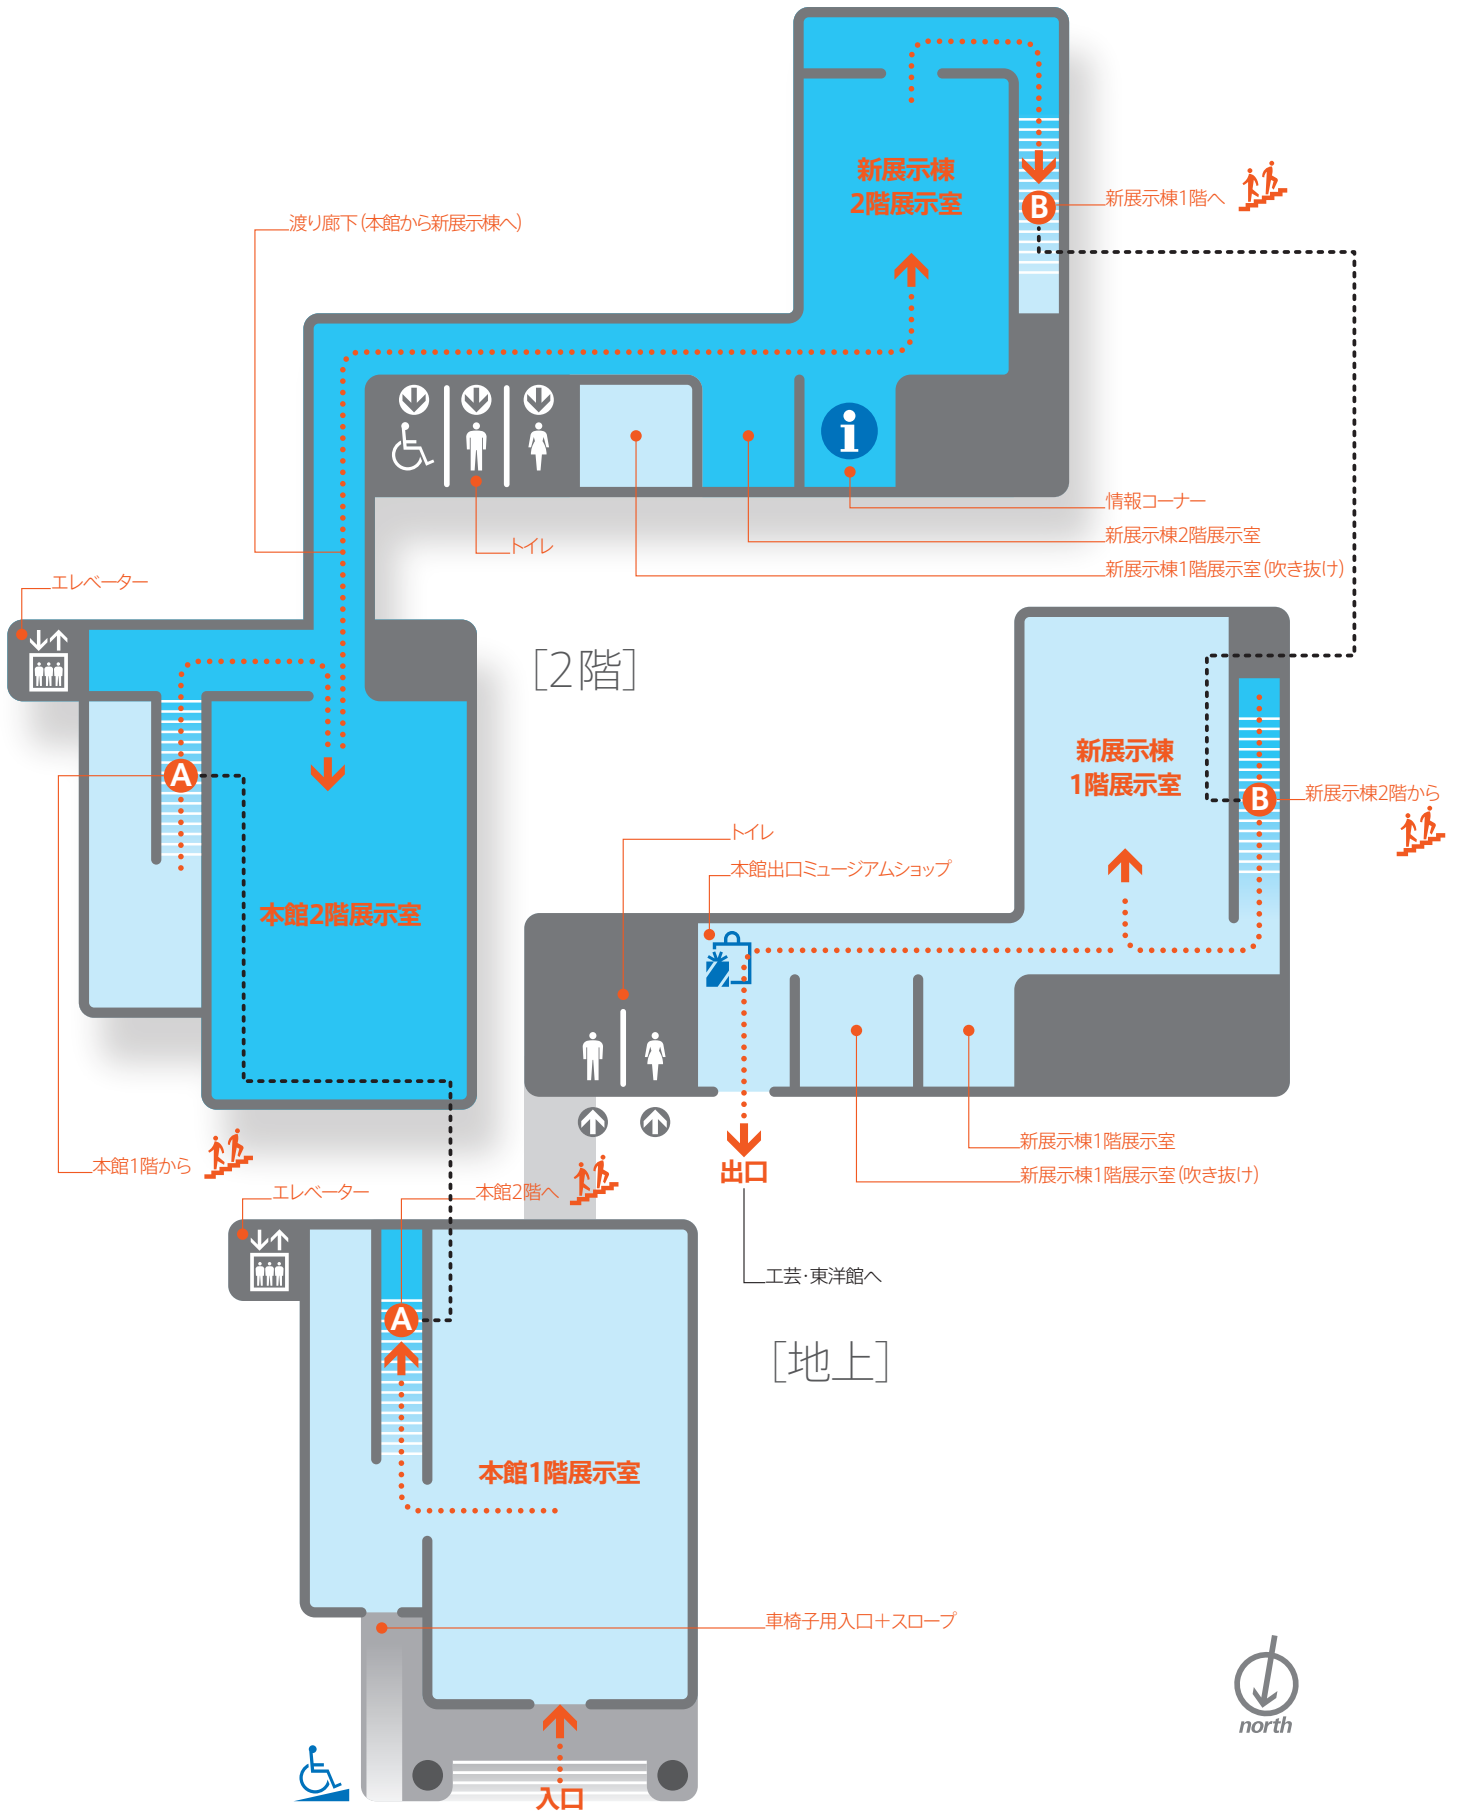 新展示棟
2階展示室
B
新展示棟1階へ
渡り廊下(本館から新展示棟へ)
i
情報コーナー
新展示棟2階展示室
新展示棟1階展示室(吹き抜け)
トイレ
エレベーター
[2階]
A
新展示棟
1階展示室
B
新展示棟2階から
トイレ
本館出口ミュージアムショップ
本館2階展示室
新展示棟1階展示室
新展示棟1階展示室(吹き抜け)
出口
本館1階から
エレベーター
本館2階へ
工芸・東洋館へ
A
[地上]
本館1階展示室
車椅子用入口＋スロープ
north
入口